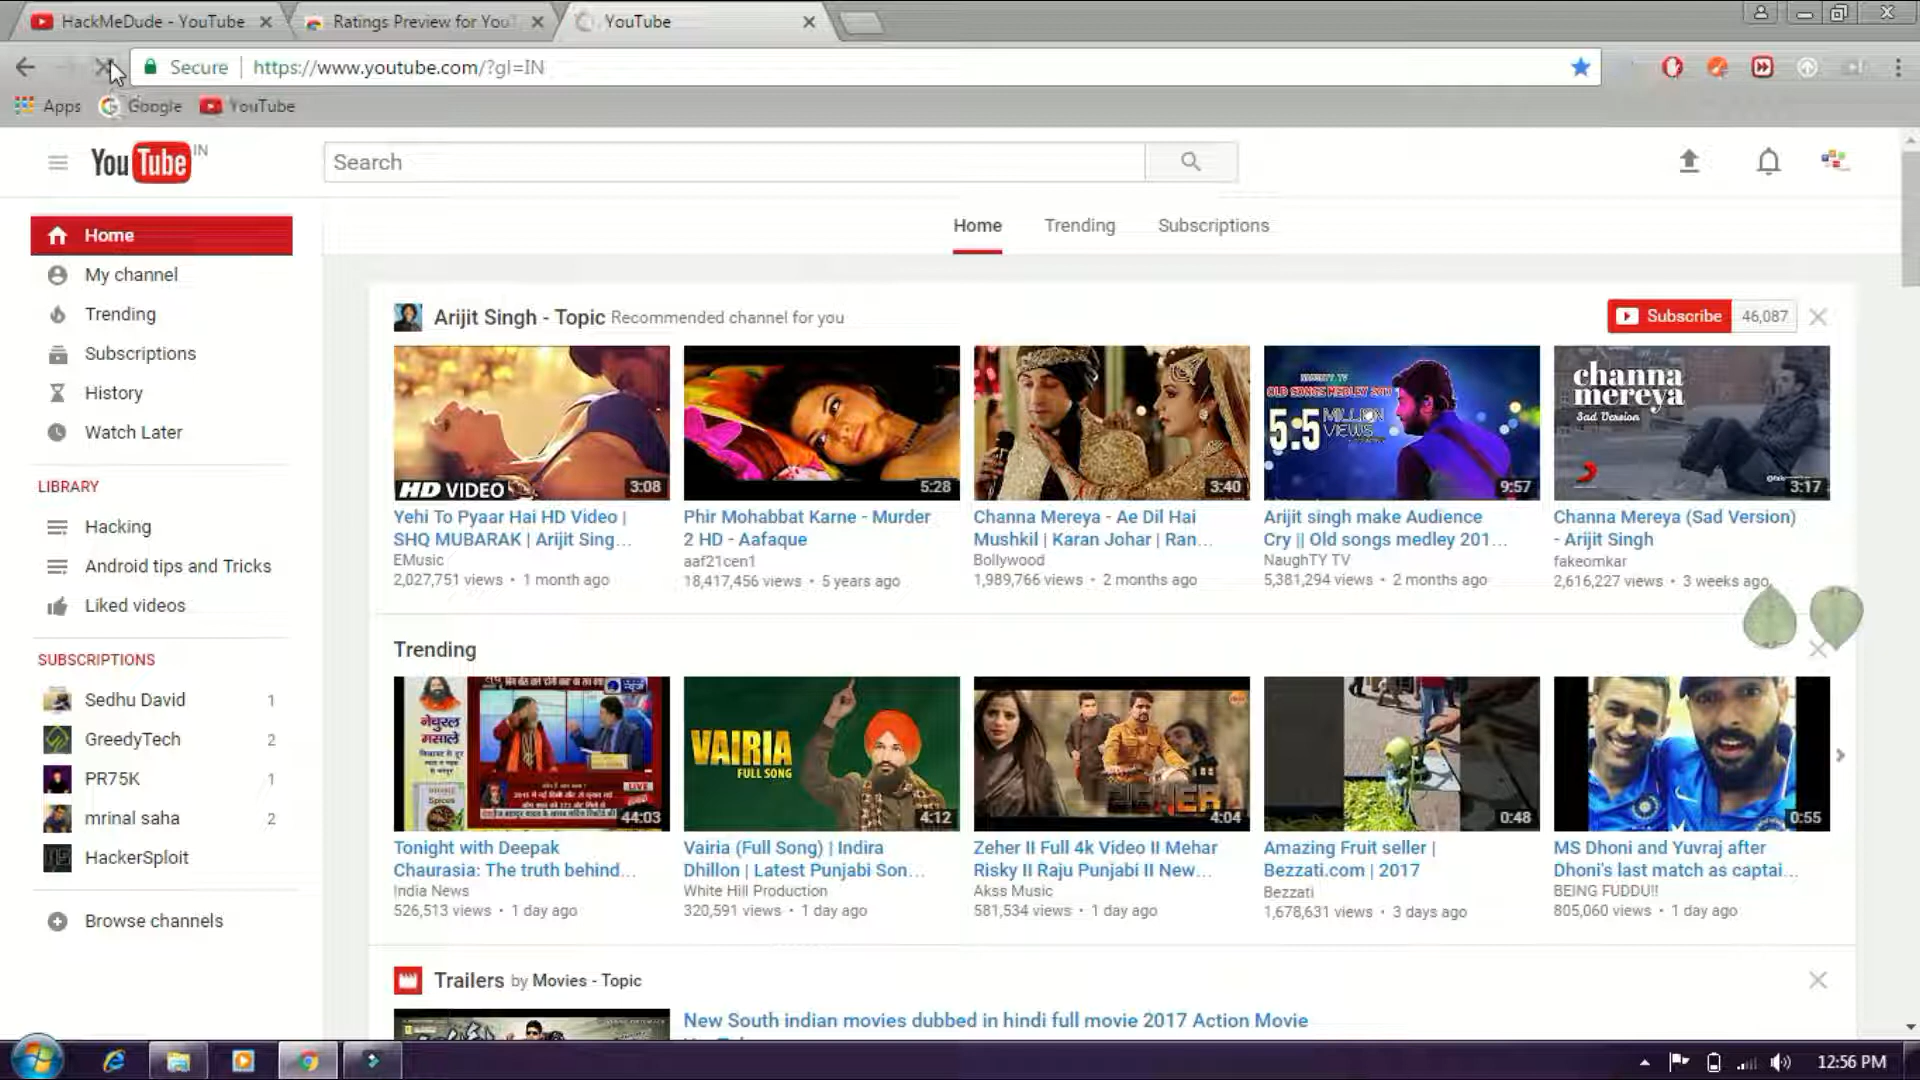 HackMeDude - YouTube
Ratings Preview for YouT
YouTube
Secure
https://www.youtube.com/?gl=IN
Apps
Google
YouTube
YouTube IN
Search
Home
My channel
Trending
Subscriptions
History
Watch Later
LIBRARY
Hacking
Android tips and Tricks
Liked videos
SUBSCRIPTIONS
Sedhu David 1
GreedyTech 2
PR75K 1
mrinal saha 2
HackerSploit
Browse channels
Home Trending Subscriptions
Arijit Singh - Topic Recommended channel for you
Subscribe 46,087
HD VIDEO 3:08
5:28
3:40
OLD SONGS MEDLEY 2017
5:5 MILLION
VIEWS
9:57
channa
mereya
Sad Version
3:17
Yehi To Pyaar Hai HD Video |
SHQ MUBARAK | Arijit Sing...
EMusic
2,027,751 views • 1 month ago
Phir Mohabbat Karne - Murder
2 HD - Aafaque
aaf21cen1
18,417,456 views • 5 years ago
Channa Mereya - Ae Dil Hai
Mushkil | Karan Johar | Ran...
Bollywood
1,989,766 views • 2 months ago
Arijit singh make Audience
Cry || Old songs medley 201...
NaughTY TV
5,381,294 views • 2 months ago
Channa Mereya (Sad Version)
- Arijit Singh
fakeomkar
2,616,227 views • 3 weeks ago
Trending
नेचुरल
मसाले
Spices
LIVE
44:03
VAIRIA
FULL SONG
4:12
ZEHER
4:04
0:48
0:55
Tonight with Deepak
Chaurasia: The truth behind...
India News
526,513 views • 1 day ago
Vairia (Full Song) | Indira
Dhillon | Latest Punjabi Son...
White Hill Production
320,591 views • 1 day ago
Zeher II Full 4k Video II Mehar
Risky II Raju Punjabi II New...
Akss Music
581,534 views • 1 day ago
Amazing Fruit seller |
Bezzati.com | 2017
Bezzati
1,678,631 views • 3 days ago
MS Dhoni and Yuvraj after
Dhoni's last match as captai...
BEING FUDDU!!
805,060 views • 1 day ago
Trailers by Movies - Topic
New South indian movies dubbed in hindi full movie 2017 Action Movie
12:56 PM